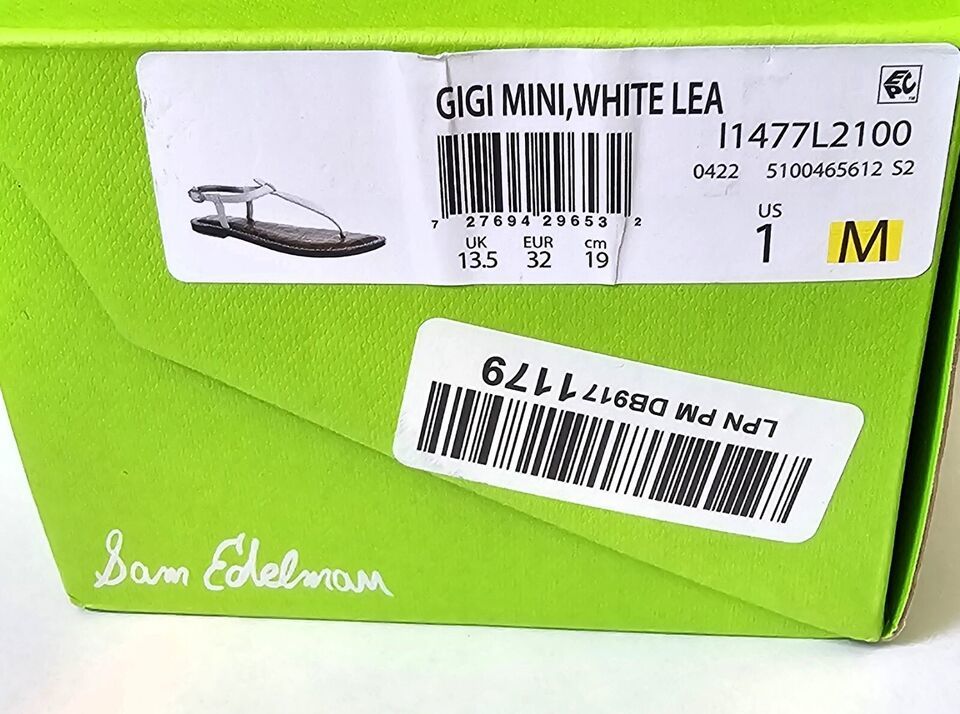 GIGI MINI,WHITE LEA
EPC
I1477L2100
0422 5100465612 S2
7 27694 29653 2
UK EUR cm
13.5 32 19
US
1 M
LPN PM DB9171179
Sam Edelman